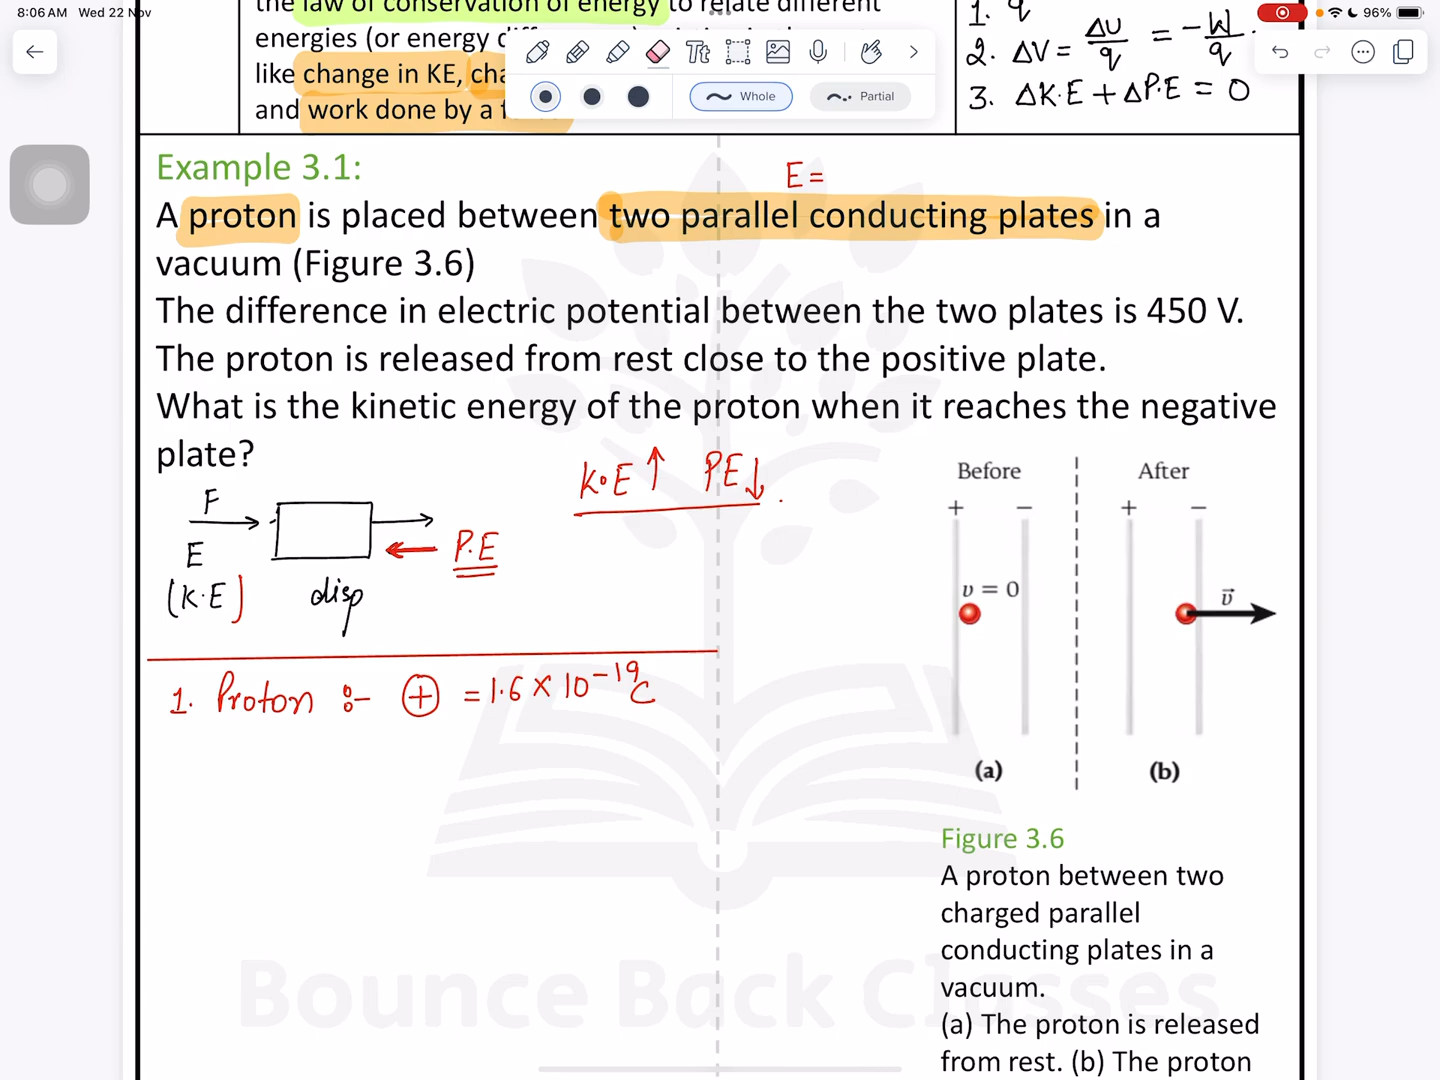 8:06 AM Wed 22 Nov
96%
the law of conservation of energy to relate different
energies (or energy
like change in KE,
and work done by a
Tt
Whole
Partial
1. q
2. ΔV = ΔU/q = -W/q
3. ΔK.E + ΔP.E = 0
Example 3.1:
E =
A proton is placed between two parallel conducting plates in a
vacuum (Figure 3.6)
The difference in electric potential between the two plates is 450 V.
The proton is released from rest close to the positive plate.
What is the kinetic energy of the proton when it reaches the negative
plate?
K.E ↑ PE ↓
F
E
(K.E)
disp
P.E
1. Proton :- ⊕ = 1.6 × 10⁻¹⁹ C
Before
+ −
υ = 0
(a)
After
+ −
υ⃗
(b)
Figure 3.6
A proton between two
charged parallel
conducting plates in a
vacuum.
(a) The proton is released
from rest. (b) The proton
Bounce Back Classes